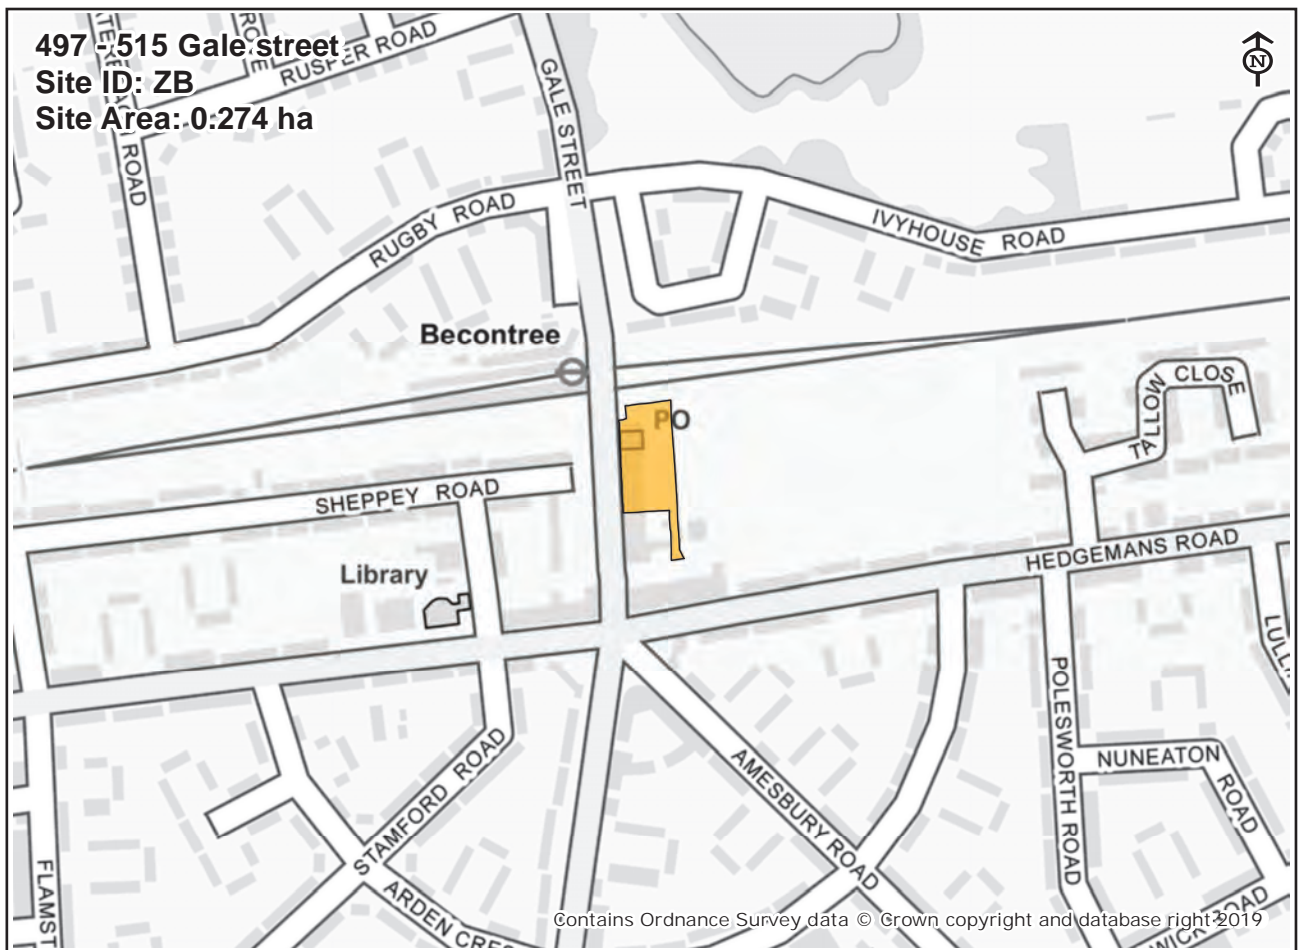 497 - 515 Gale street
Site ID: ZB
Site Area: 0.274 ha
N
RUSPER ROAD
ROAD
GALE STREET
RUGBY ROAD
IVYHOUSE ROAD
Becontree
PO
TALLOW CLOSE
SHEPPEY ROAD
HEDGEMANS ROAD
Library
POLESWORTH ROAD
NUNEATON ROAD
AMESBURY ROAD
STAMFORD ROAD
FLAMST
ARDEN CRES
ROAD
Contains Ordnance Survey data © Crown copyright and database right 2019